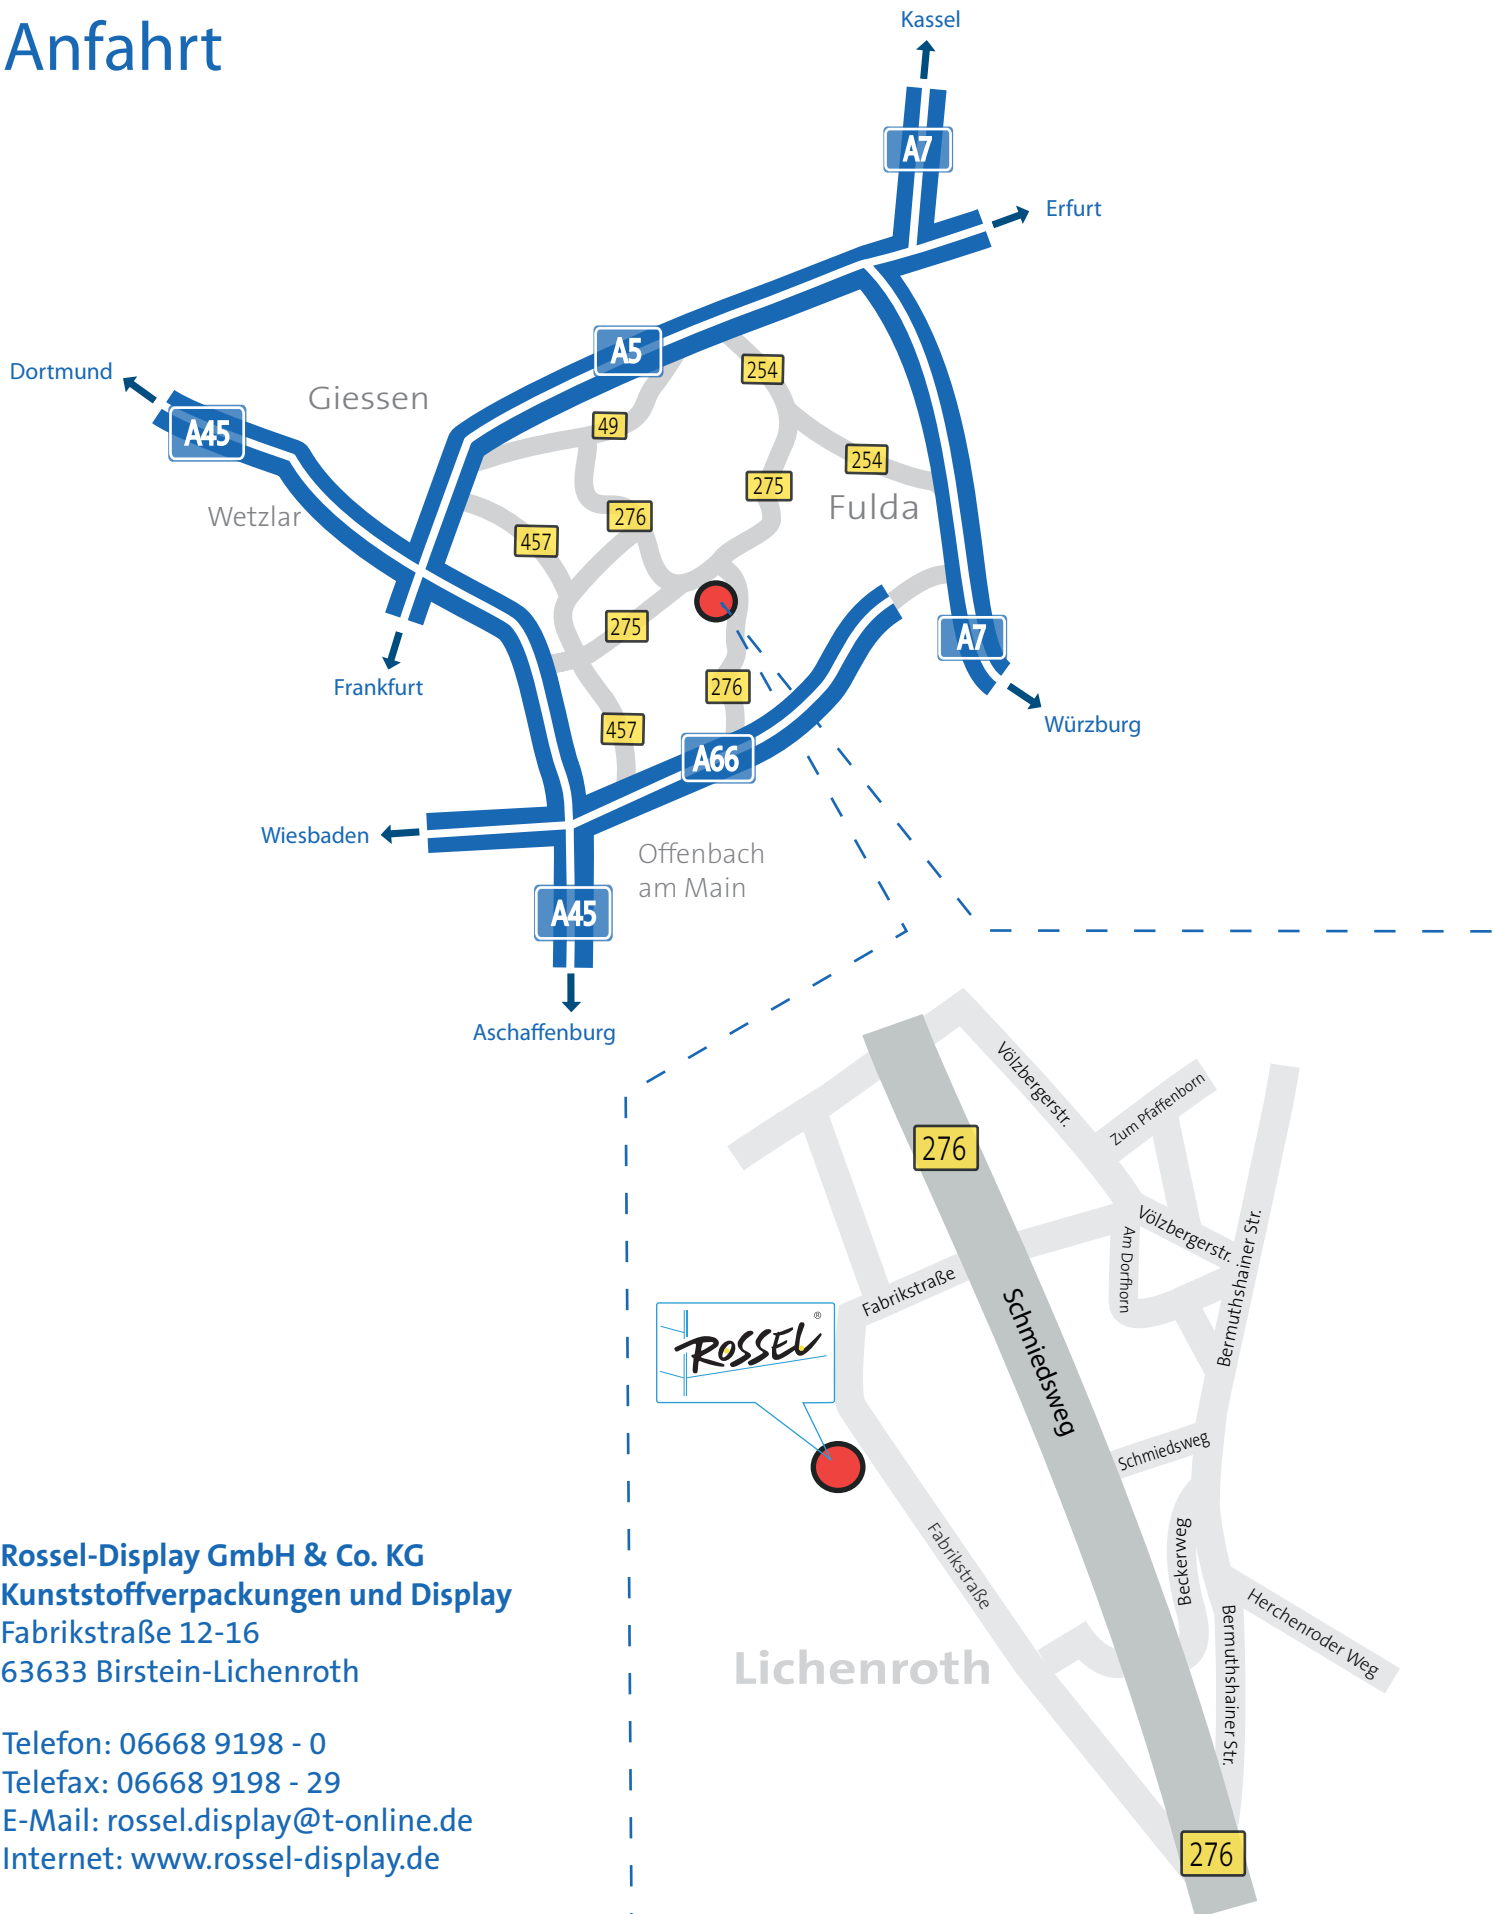 Anfahrt
Kassel
A7
Erfurt
A5
Dortmund
254
Giessen
49
A45
254
275
Fulda
Wetzlar
276
457
275
A7
Frankfurt
276
Würzburg
457
A66
Wiesbaden
Offenbach
am Main
A45
Aschaffenburg
Völzbergerstr.
Zum Pfaffenborn
276
Völzbergerstr.
Am Dorfhorn
Bermuthshainer Str.
Fabrikstraße
Schmiedsweg
ROSSEL®
Schmiedsweg
Beckerweg
Fabrikstraße
Herchenroder Weg
Bermuthshainer Str.
Lichenroth
276
Rossel-Display GmbH & Co. KG
Kunststoffverpackungen und Display
Fabrikstraße 12-16
63633 Birstein-Lichenroth
Telefon: 06668 9198 - 0
Telefax: 06668 9198 - 29
E-Mail: rossel.display@t-online.de
Internet: www.rossel-display.de